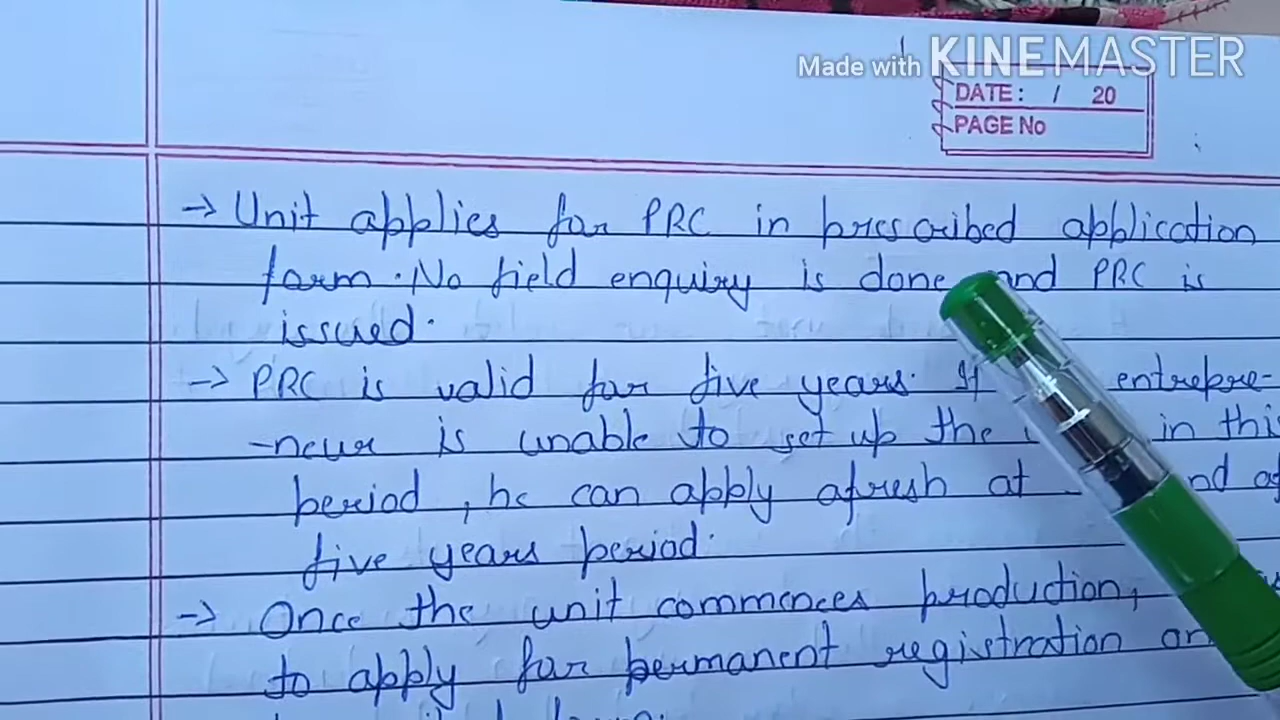 Made with KINEMASTER
DATE: / 20
PAGE No
→ Unit applies for PRC in prescribed application
form. No field enquiry is done and PRC is
issued.
→ PRC is valid for five years. If entrepre-
-neur is unable to set up the in this
period, he can apply afresh at end of
five years period.
→ Once the unit commences production,
to apply for permanent registration on